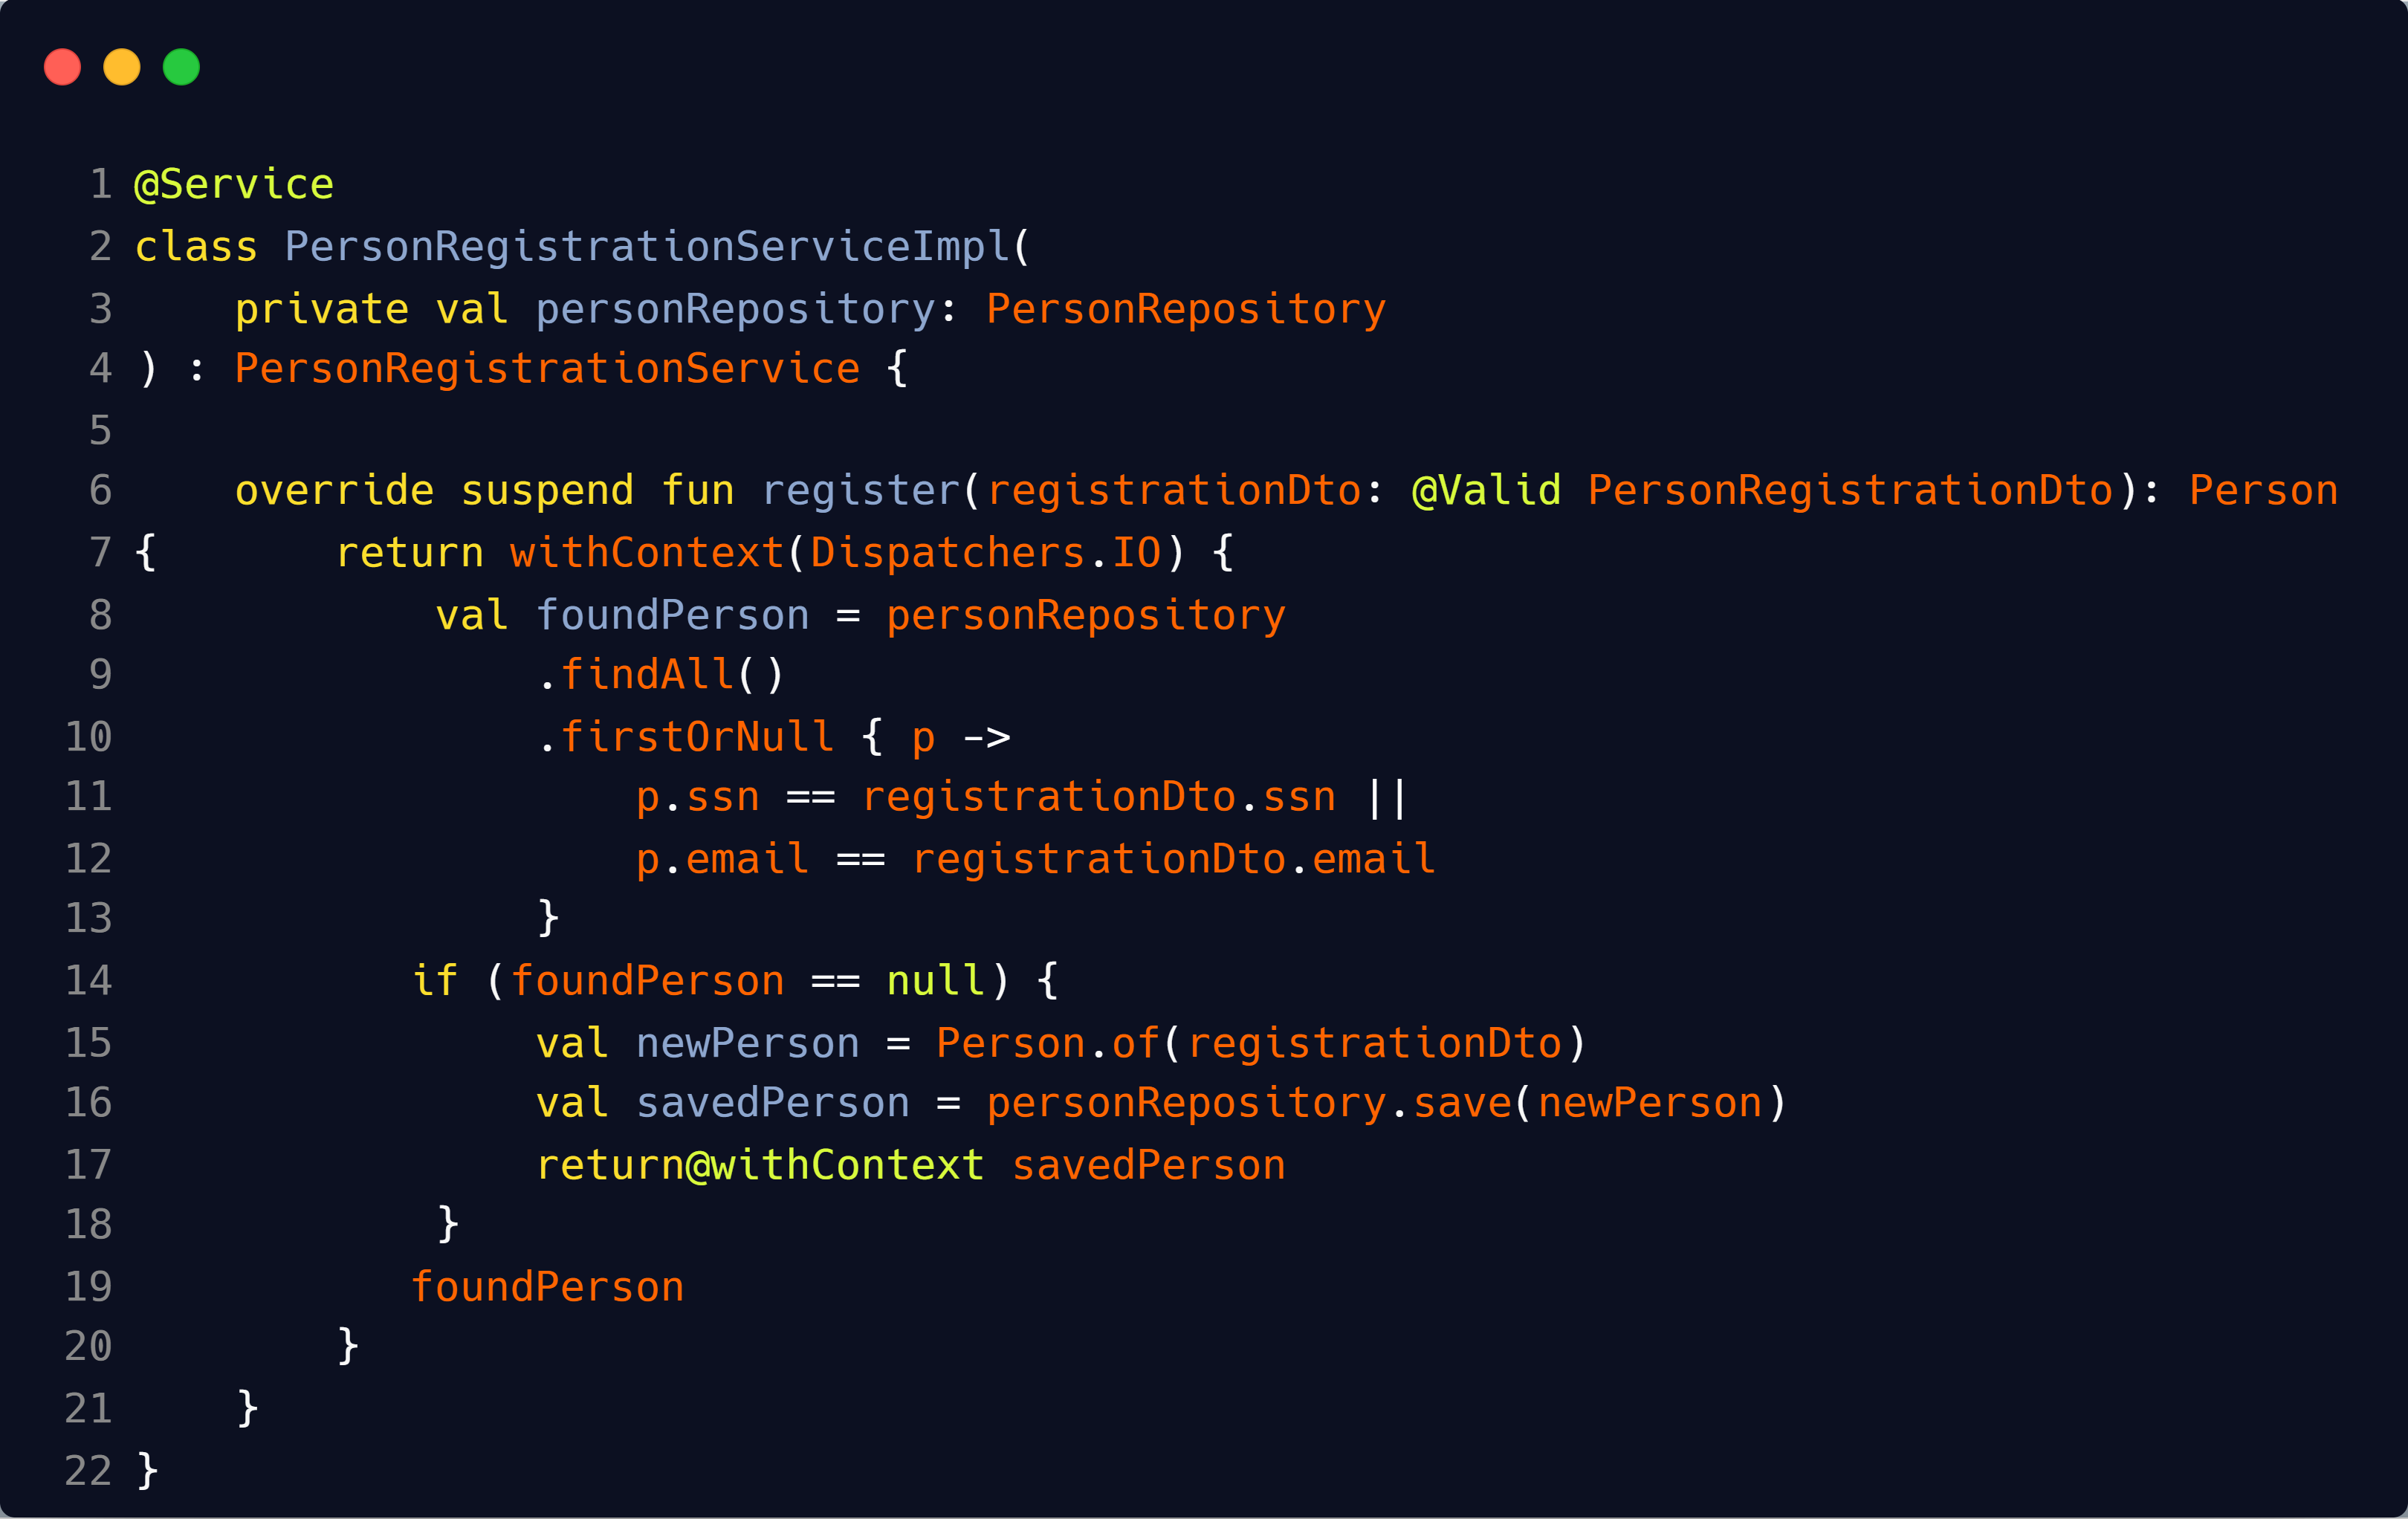 1 @Service
2 class PersonRegistrationServiceImpl(
3     private val personRepository: PersonRepository
4 ) : PersonRegistrationService {
5
6     override suspend fun register(registrationDto: @Valid PersonRegistrationDto): Person
7 {       return withContext(Dispatchers.IO) {
8             val foundPerson = personRepository
9                 .findAll()
10                 .firstOrNull { p ->
11                     p.ssn == registrationDto.ssn ||
12                     p.email == registrationDto.email
13                 }
14            if (foundPerson == null) {
15                 val newPerson = Person.of(registrationDto)
16                 val savedPerson = personRepository.save(newPerson)
17                 return@withContext savedPerson
18             }
19            foundPerson
20         }
21     }
22 }